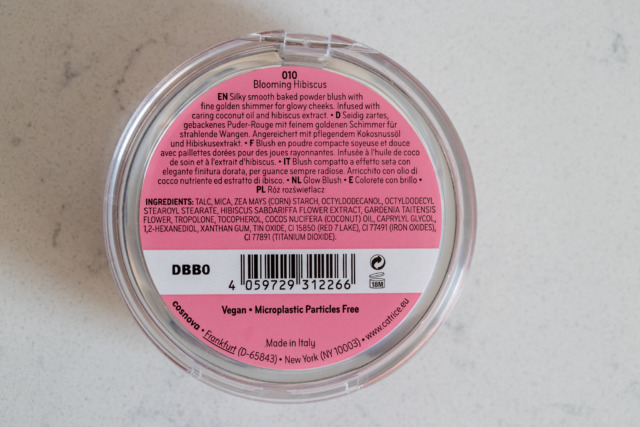 010
Blooming Hibiscus
EN Silky smooth baked powder blush with
fine golden shimmer for glowy cheeks. Infused with
caring coconut oil and hibiscus extract. • D Seidig zartes,
gebackenes Puder-Rouge mit feinem goldenen Schimmer für
strahlende Wangen. Angereichert mit pflegendem Kokosnussöl
und Hibiskusextrakt. • F Blush en poudre compacte soyeuse et douce
avec paillettes dorées pour des joues rayonnantes. Infusée à l'huile de coco
de soin et à l'extrait d'hibiscus. • IT Blush compatto a effetto seta con
elegante finitura dorata, per guance sempre radiose. Arricchito con olio di
cocco nutriente ed estratto di ibisco. • NL Glow Blush • E Colorete con brillo •
PL Róż rozświetlacz
INGREDIENTS: TALC, MICA, ZEA MAYS (CORN) STARCH, OCTYLDODECANOL, OCTYLDODECYL
STEAROYL STEARATE, HIBISCUS SABDARIFFA FLOWER EXTRACT, GARDENIA TAITENSIS
FLOWER, TROPOLONE, TOCOPHEROL, COCOS NUCIFERA (COCONUT) OIL, CAPRYLYL GLYCOL,
1,2-HEXANEDIOL, XANTHAN GUM, TIN OXIDE, CI 15850 (RED 7 LAKE), CI 77491 (IRON OXIDES),
CI 77891 (TITANIUM DIOXIDE).
DBB0
4 059729 312266
18M
Vegan • Microplastic Particles Free
Made in Italy
cosnova • Frankfurt (D-65843) • New York (NY 10003) • www.catrice.eu